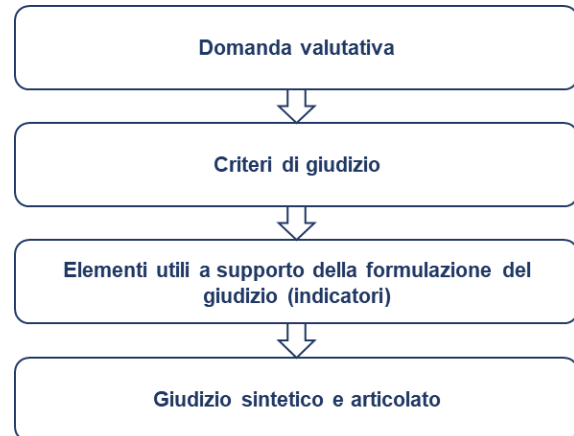 Domanda valutativa
Criteri di giudizio
Elementi utili a supporto della formulazione del
giudizio (indicatori)
Giudizio sintetico e articolato